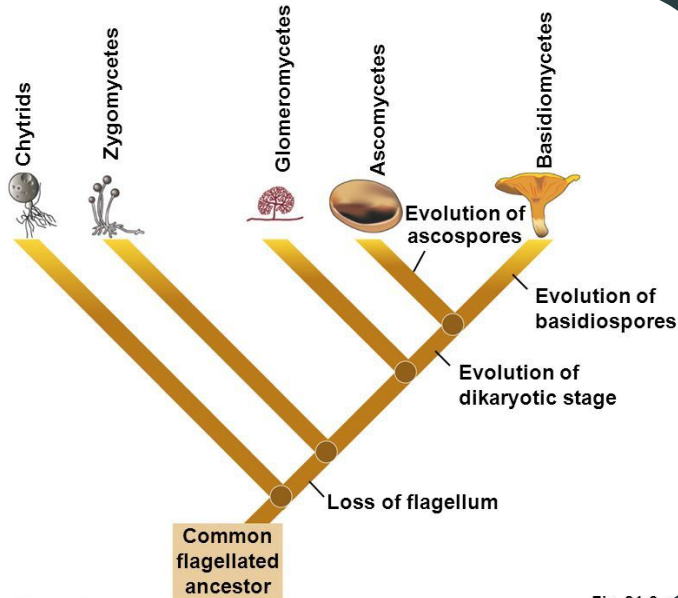 Chytrids
Zygomycetes
Glomeromycetes
Ascomycetes
Basidiomycetes
Evolution of
ascospores
Evolution of
basidiospores
Evolution of
dikaryotic stage
Loss of flagellum
Common
flagellated
ancestor